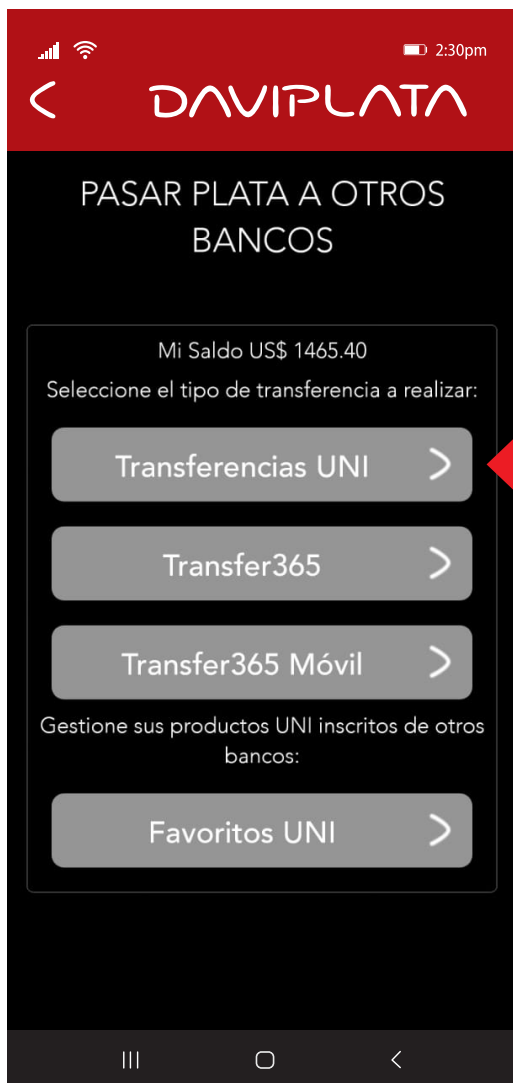 2:30pm
DAVIPLATA
PASAR PLATA A OTROS
BANCOS
Mi Saldo US$ 1465.40
Seleccione el tipo de transferencia a realizar:
Transferencias UNI
Transfer365
Transfer365 Móvil
Gestione sus productos UNI inscritos de otros
bancos:
Favoritos UNI